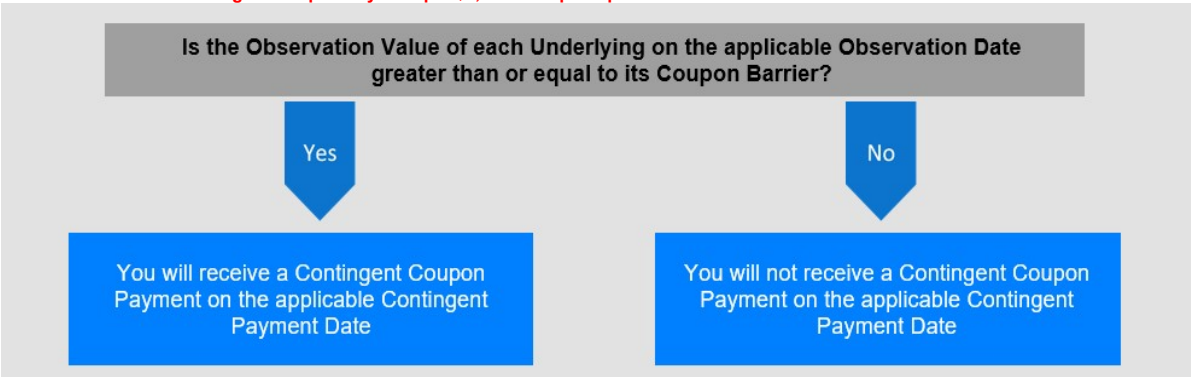 Is the Observation Value of each Underlying on the applicable Observation Date
greater than or equal to its Coupon Barrier?
Yes
No
You will receive a Contingent Coupon
Payment on the applicable Contingent
Payment Date
You will not receive a Contingent Coupon
Payment on the applicable Contingent
Payment Date